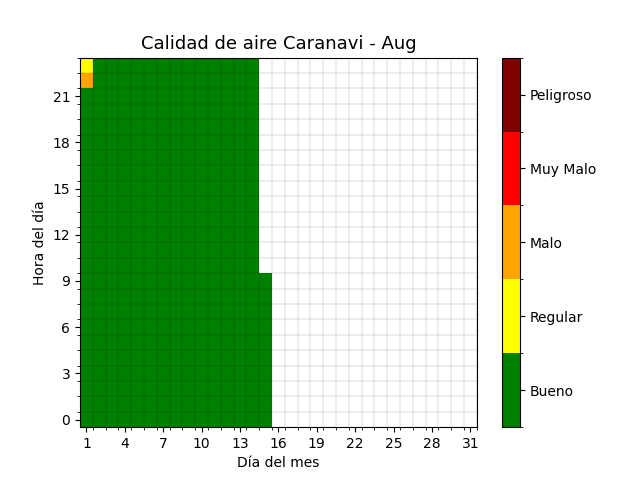 Calidad de aire Caranavi - Aug
Hora del día
21
18
15
12
9
6
3
0
1 4 7 10 13 16 19 22 25 28 31
Día del mes
Peligroso
Muy Malo
Malo
Regular
Bueno